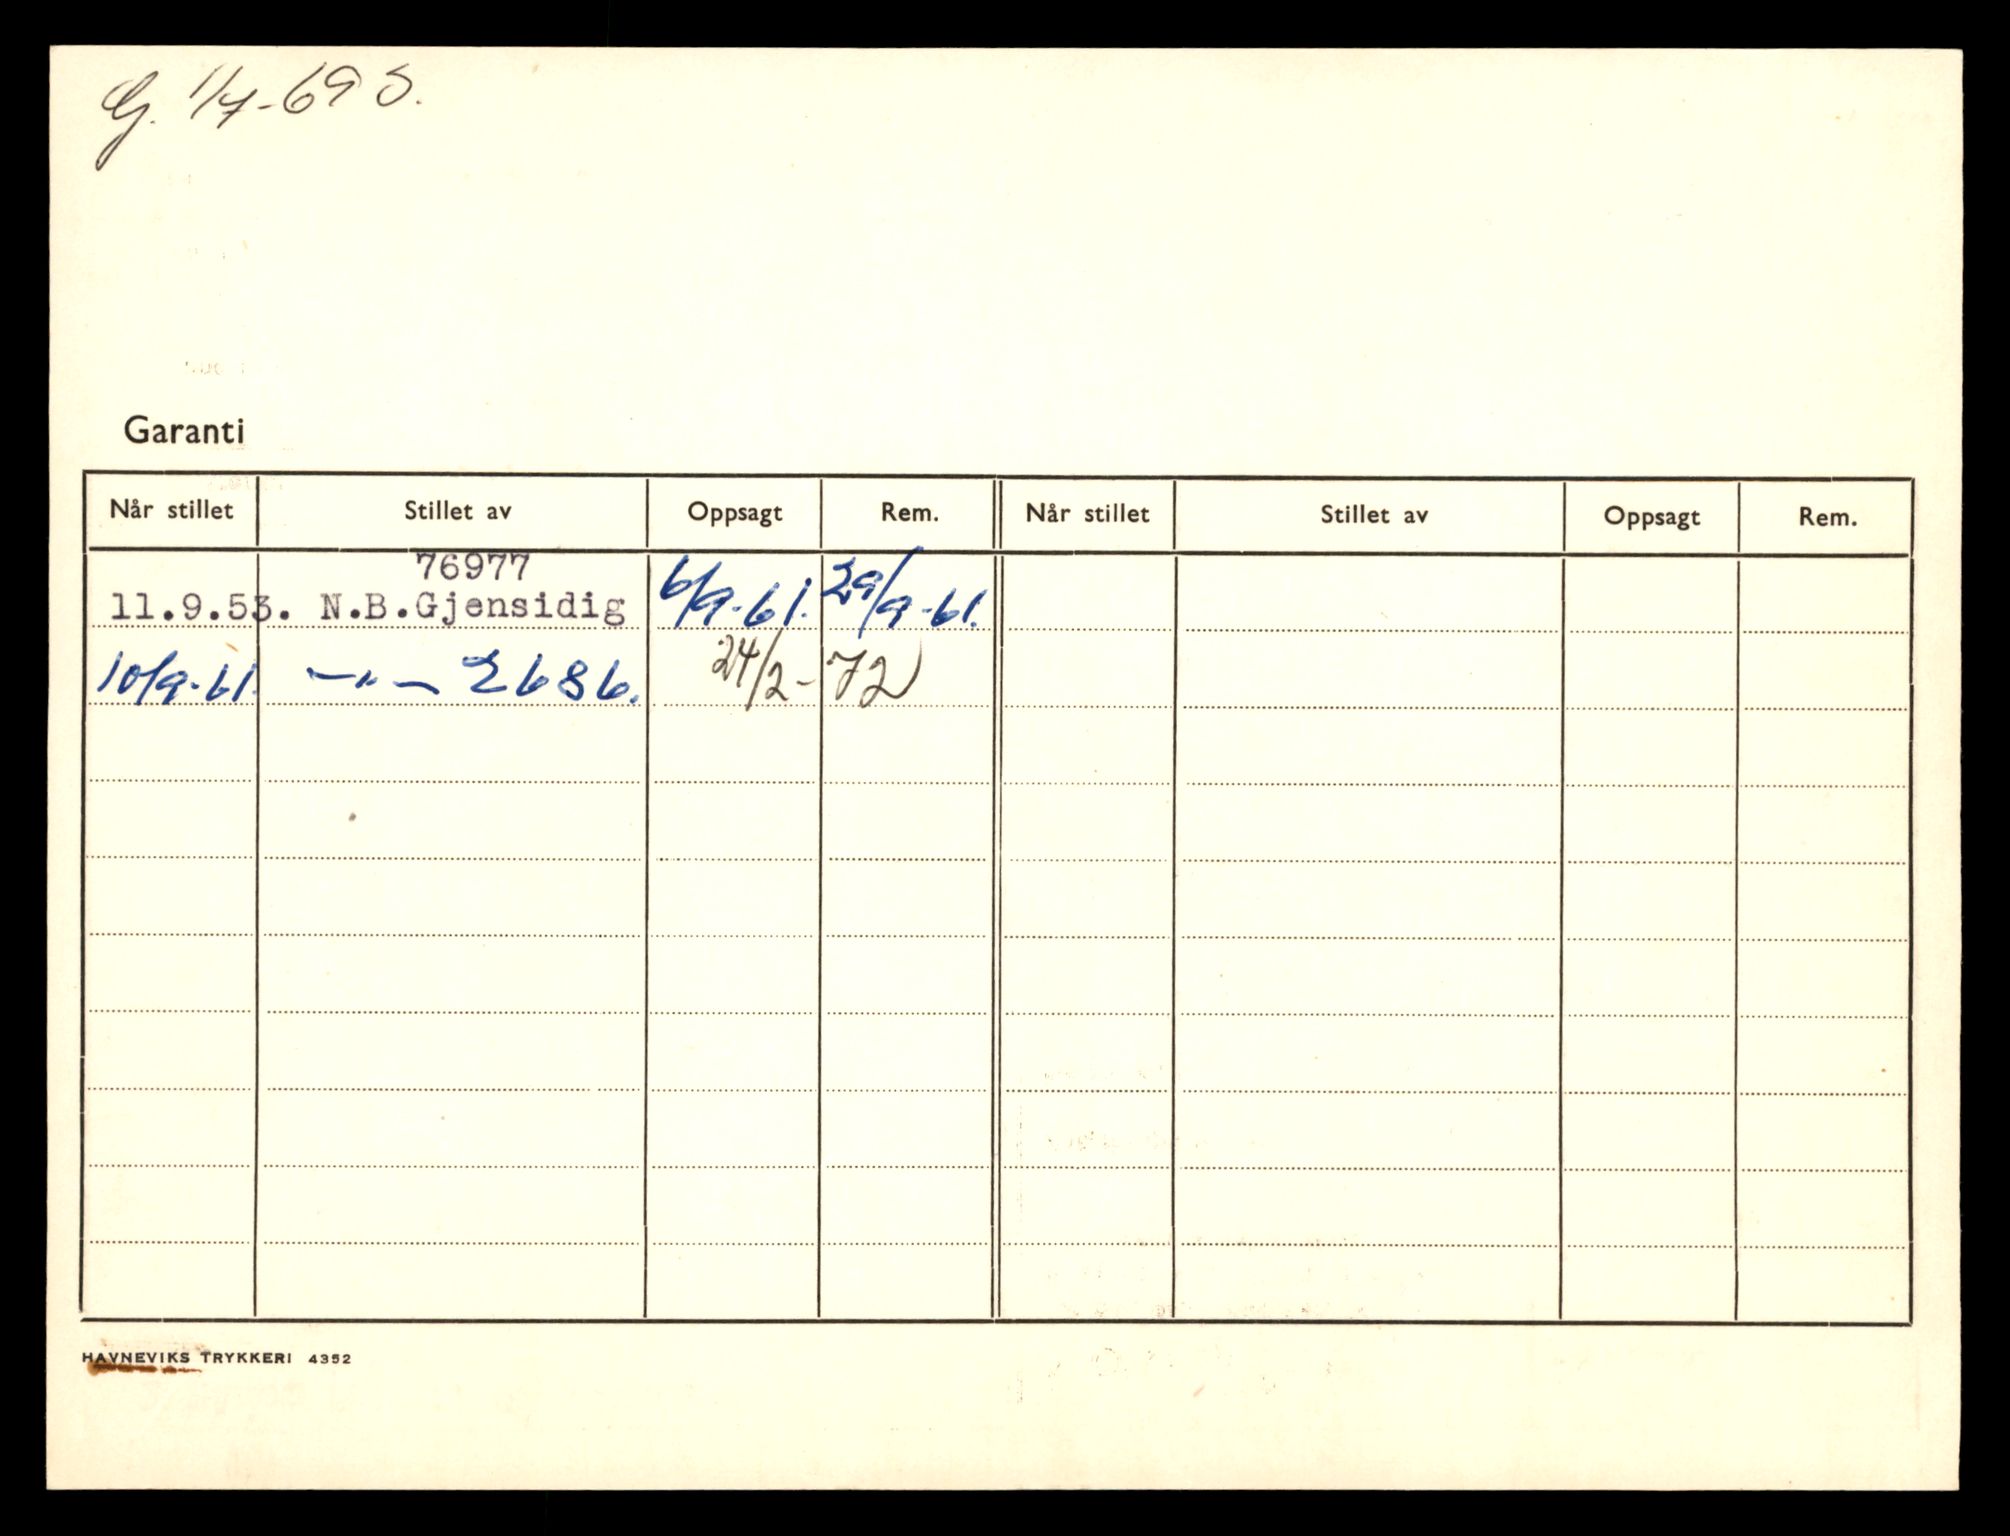 G. 1/7-69 S.
Garanti
Når stillet Stillet av Oppsagt Rem. Når stillet Stillet av Oppsagt Rem.
76977
11.9.53. N.B.Gjensidig 6/9-61. 29/9-61.
10/9-61. —"— 2686. 24/2-72
HAVNEVIKS TRYKKERI 4352